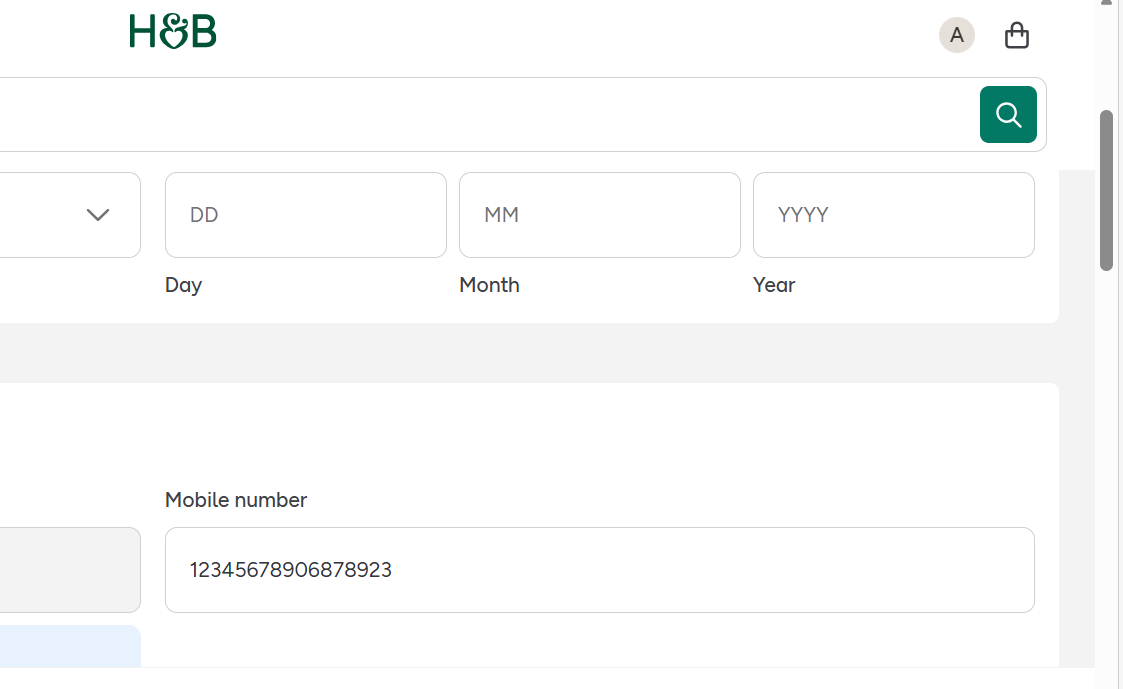 H&B
A
DD
MM
YYYY
Day
Month
Year
Mobile number
12345678906878923